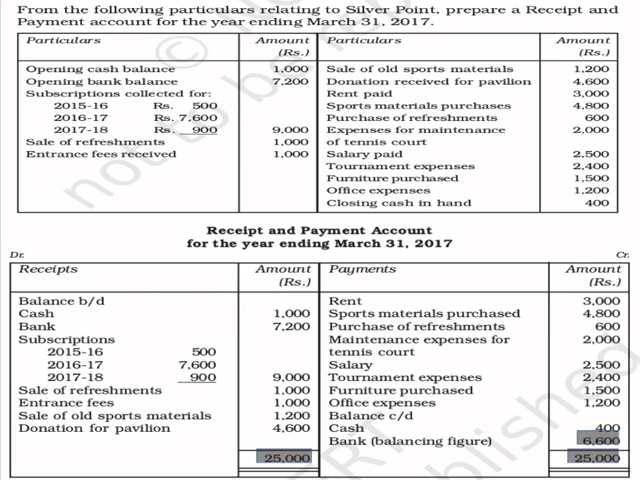 From the following particulars relating to Silver Point, prepare a Receipt and
Payment account for the year ending March 31, 2017.
Particulars Amount Particulars Amount
(Rs.) (Rs.)
Opening cash balance 1,000 Sale of old sports materials 1,200
Opening bank balance 7,200 Donation received for pavilion 4,600
Subscriptions collected for: Rent paid 3,000
2015-16 Rs. 500 Sports materials purchases 4,800
2016-17 Rs. 7,600 Purchase of refreshments 600
2017-18 Rs. 900 9,000 Expenses for maintenance 2,000
Sale of refreshments 1,000 of tennis court
Entrance fees received 1,000 Salary paid 2,500
Tournament expenses 2,400
Furniture purchased 1,500
Office expenses 1,200
Closing cash in hand 400
Receipt and Payment Account
for the year ending March 31, 2017
Dr. Cr.
Receipts Amount Payments Amount
(Rs.) (Rs.)
Balance b/d Rent 3,000
Cash 1,000 Sports materials purchased 4,800
Bank 7,200 Purchase of refreshments 600
Subscriptions Maintenance expenses for 2,000
2015-16 500 tennis court
2016-17 7,600 Salary 2,500
2017-18 900 9,000 Tournament expenses 2,400
Sale of refreshments 1,000 Furniture purchased 1,500
Entrance fees 1,000 Office expenses 1,200
Sale of old sports materials 1,200 Balance c/d
Donation for pavilion 4,600 Cash 400
Bank (balancing figure) 6,600
25,000 25,000